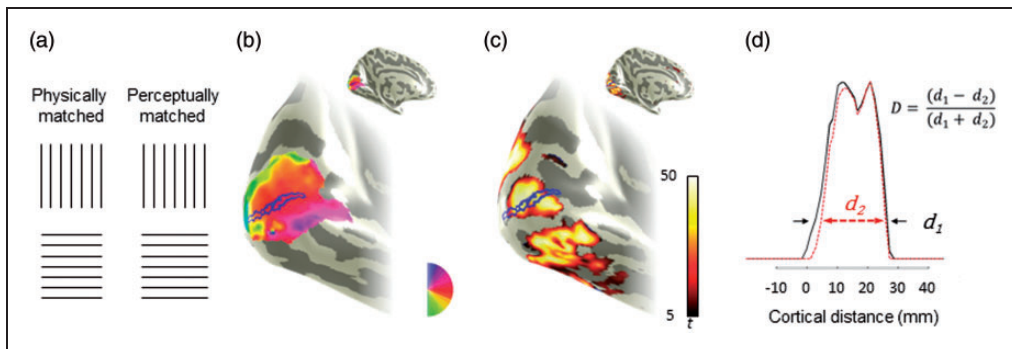 (a)
Physically
matched
Perceptually
matched
(b)
(c)
50
5
t
(d)
D = (d1 − d2) / (d1 + d2)
d2
d1
-10 0 10 20 30 40
Cortical distance (mm)